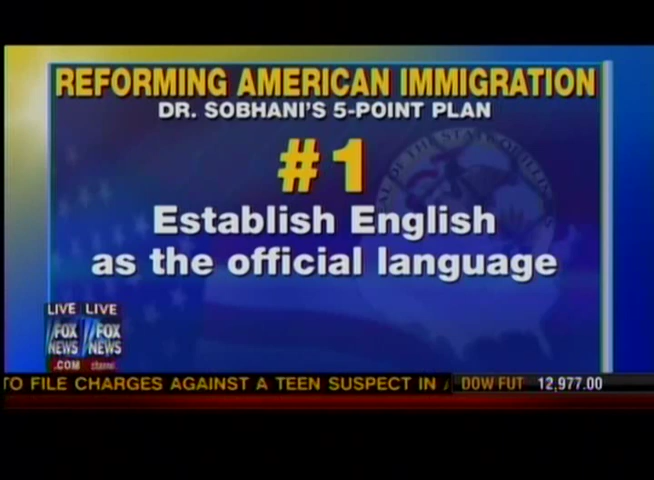 REFORMING AMERICAN IMMIGRATION
DR. SOBHANI'S 5-POINT PLAN
#1
Establish English
as the official language
LIVE LIVE
FOX FOX
NEWS NEWS
.COM channel
TO FILE CHARGES AGAINST A TEEN SUSPECT IN
DOW FUT 12,977.00